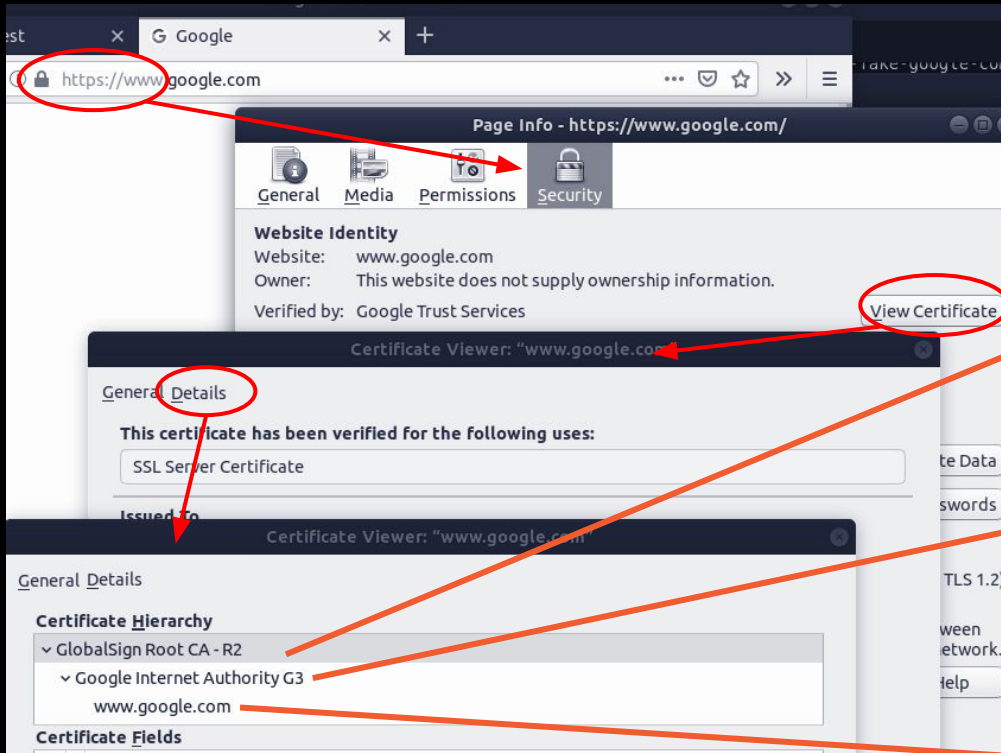 est × G Google × +
https://www.google.com ••• » ≡
-fake-google-com
Page Info - https://www.google.com/
General Media Permissions Security
Website Identity
Website: www.google.com
Owner: This website does not supply ownership information.
Verified by: Google Trust Services
View Certificate
Certificate Viewer: "www.google.com"
General Details
This certificate has been verified for the following uses:
SSL Server Certificate
te Data
Issued To
swords
Certificate Viewer: "www.google.com"
General Details
TLS 1.2)
Certificate Hierarchy
ween
GlobalSign Root CA - R2
etwork.
Google Internet Authority G3
Help
www.google.com
Certificate Fields